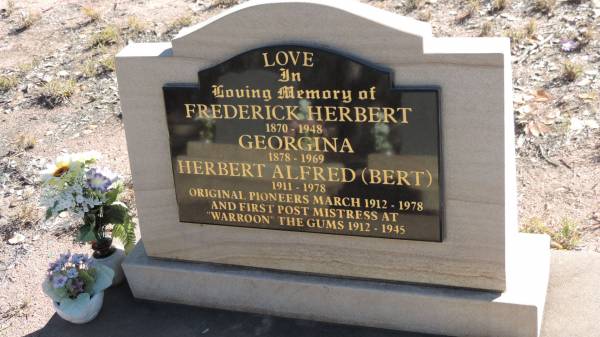 LOVE
In
Loving Memory of
FREDERICK HERBERT
1870 - 1948
GEORGINA
1878 - 1969
HERBERT ALFRED (BERT)
1911 - 1978
ORIGINAL PIONEERS MARCH 1912 - 1978
AND FIRST POST MISTRESS AT
"WARROON" THE GUMS 1912 - 1945